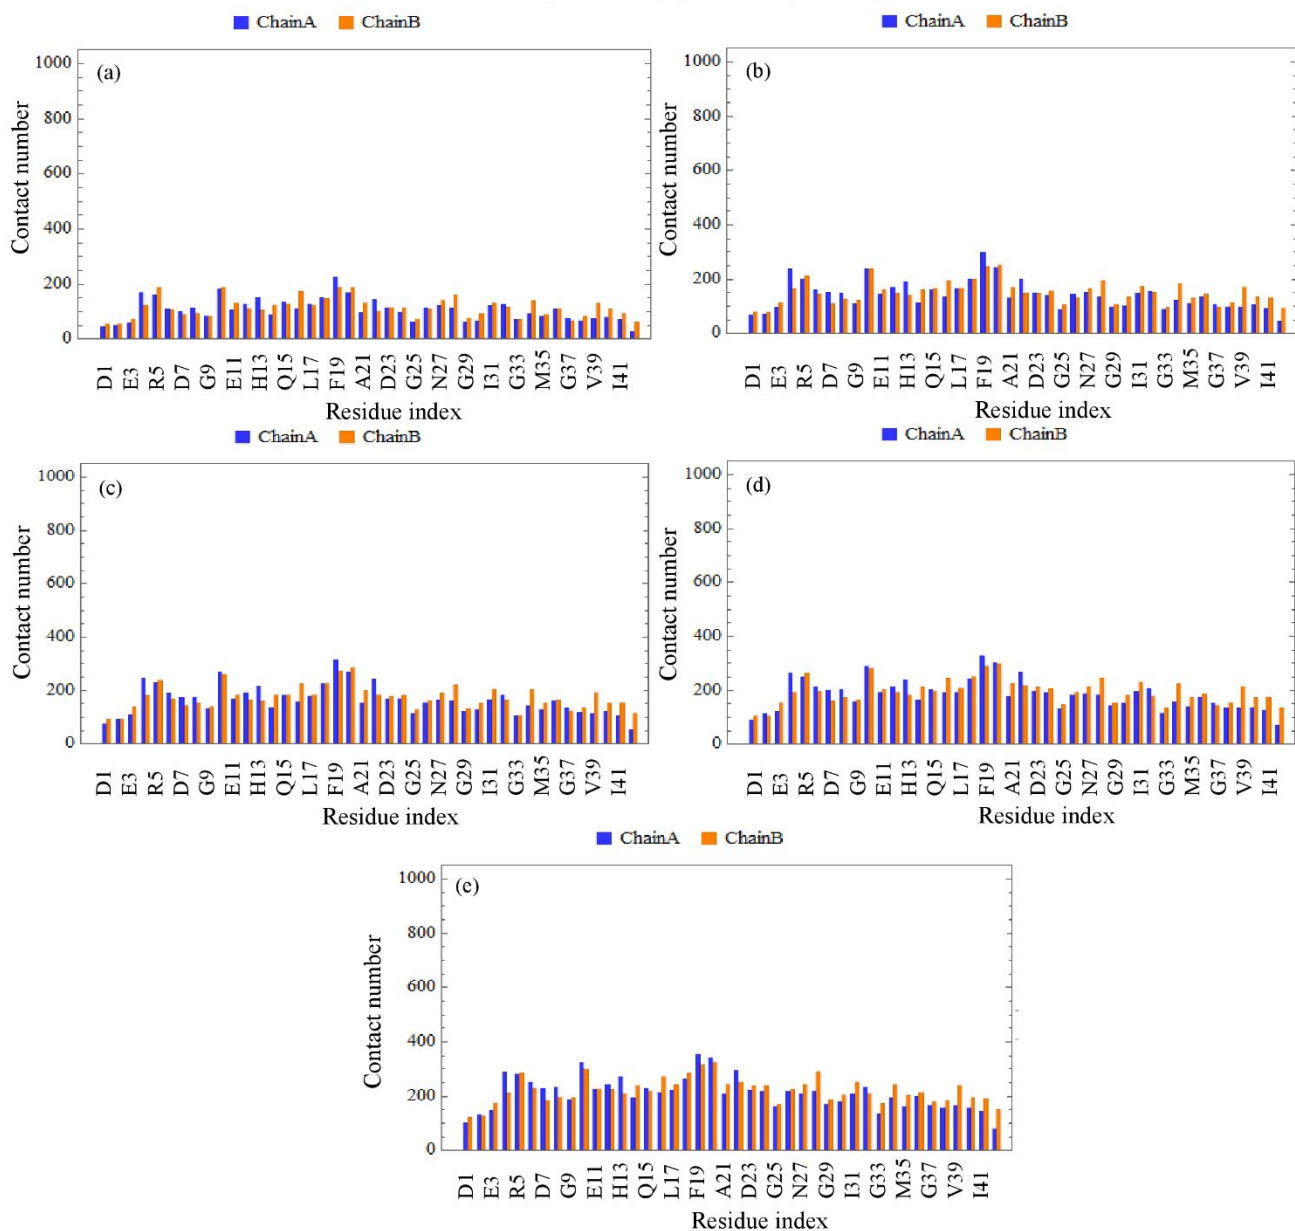 ChainA ChainB
(a)
Contact number
1000
800
600
400
200
0
D1 E3 R5 D7 G9 E11 H13 Q15 L17 F19 A21 D23 G25 N27 G29 I31 G33 M35 G37 V39 I41
Residue index
ChainA ChainB
(b)
Contact number
1000
800
600
400
200
0
D1 E3 R5 D7 G9 E11 H13 Q15 L17 F19 A21 D23 G25 N27 G29 I31 G33 M35 G37 V39 I41
Residue index
ChainA ChainB
(c)
Contact number
1000
800
600
400
200
0
D1 E3 R5 D7 G9 E11 H13 Q15 L17 F19 A21 D23 G25 N27 G29 I31 G33 M35 G37 V39 I41
Residue index
ChainA ChainB
(d)
Contact number
1000
800
600
400
200
0
D1 E3 R5 D7 G9 E11 H13 Q15 L17 F19 A21 D23 G25 N27 G29 I31 G33 M35 G37 V39 I41
Residue index
ChainA ChainB
(e)
Contact number
1000
800
600
400
200
0
D1 E3 R5 D7 G9 E11 H13 Q15 L17 F19 A21 D23 G25 N27 G29 I31 G33 M35 G37 V39 I41
Residue index